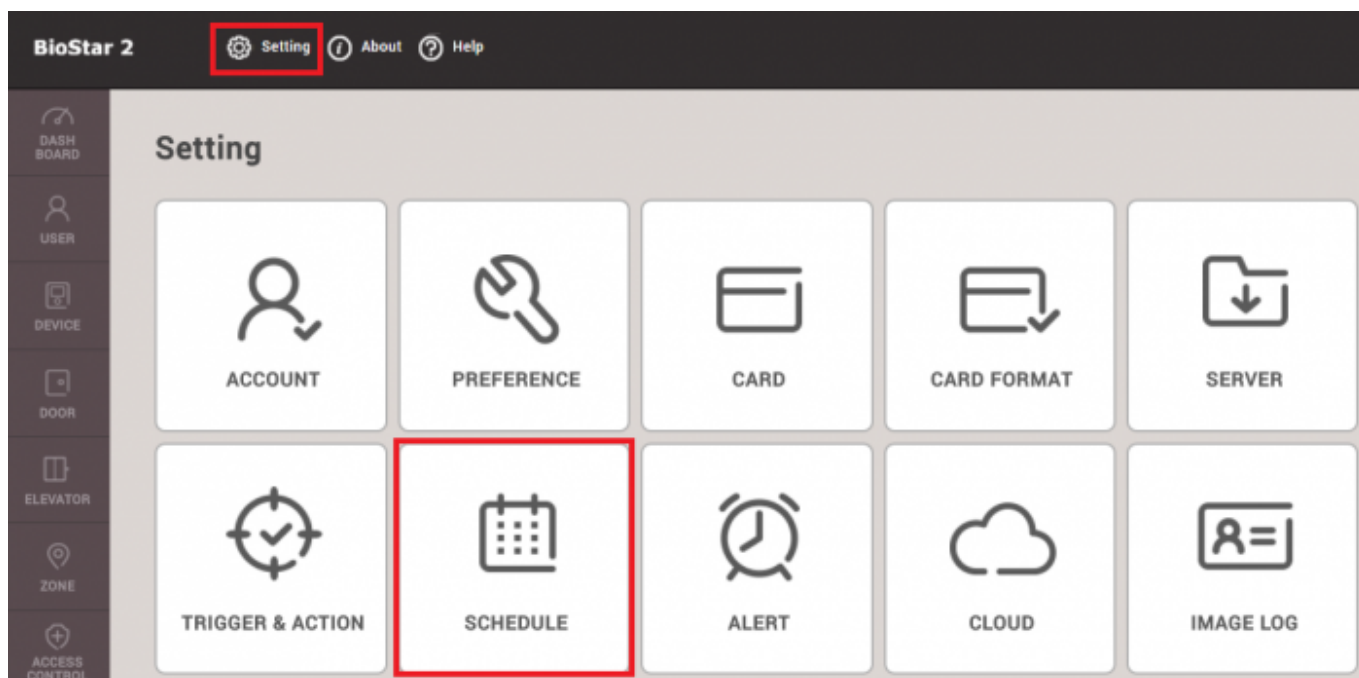 BioStar 2
Setting
About
Help
DASH
BOARD
USER
DEVICE
DOOR
ELEVATOR
ZONE
ACCESS
CONTROL
Setting
ACCOUNT
PREFERENCE
CARD
CARD FORMAT
SERVER
TRIGGER & ACTION
SCHEDULE
ALERT
CLOUD
IMAGE LOG